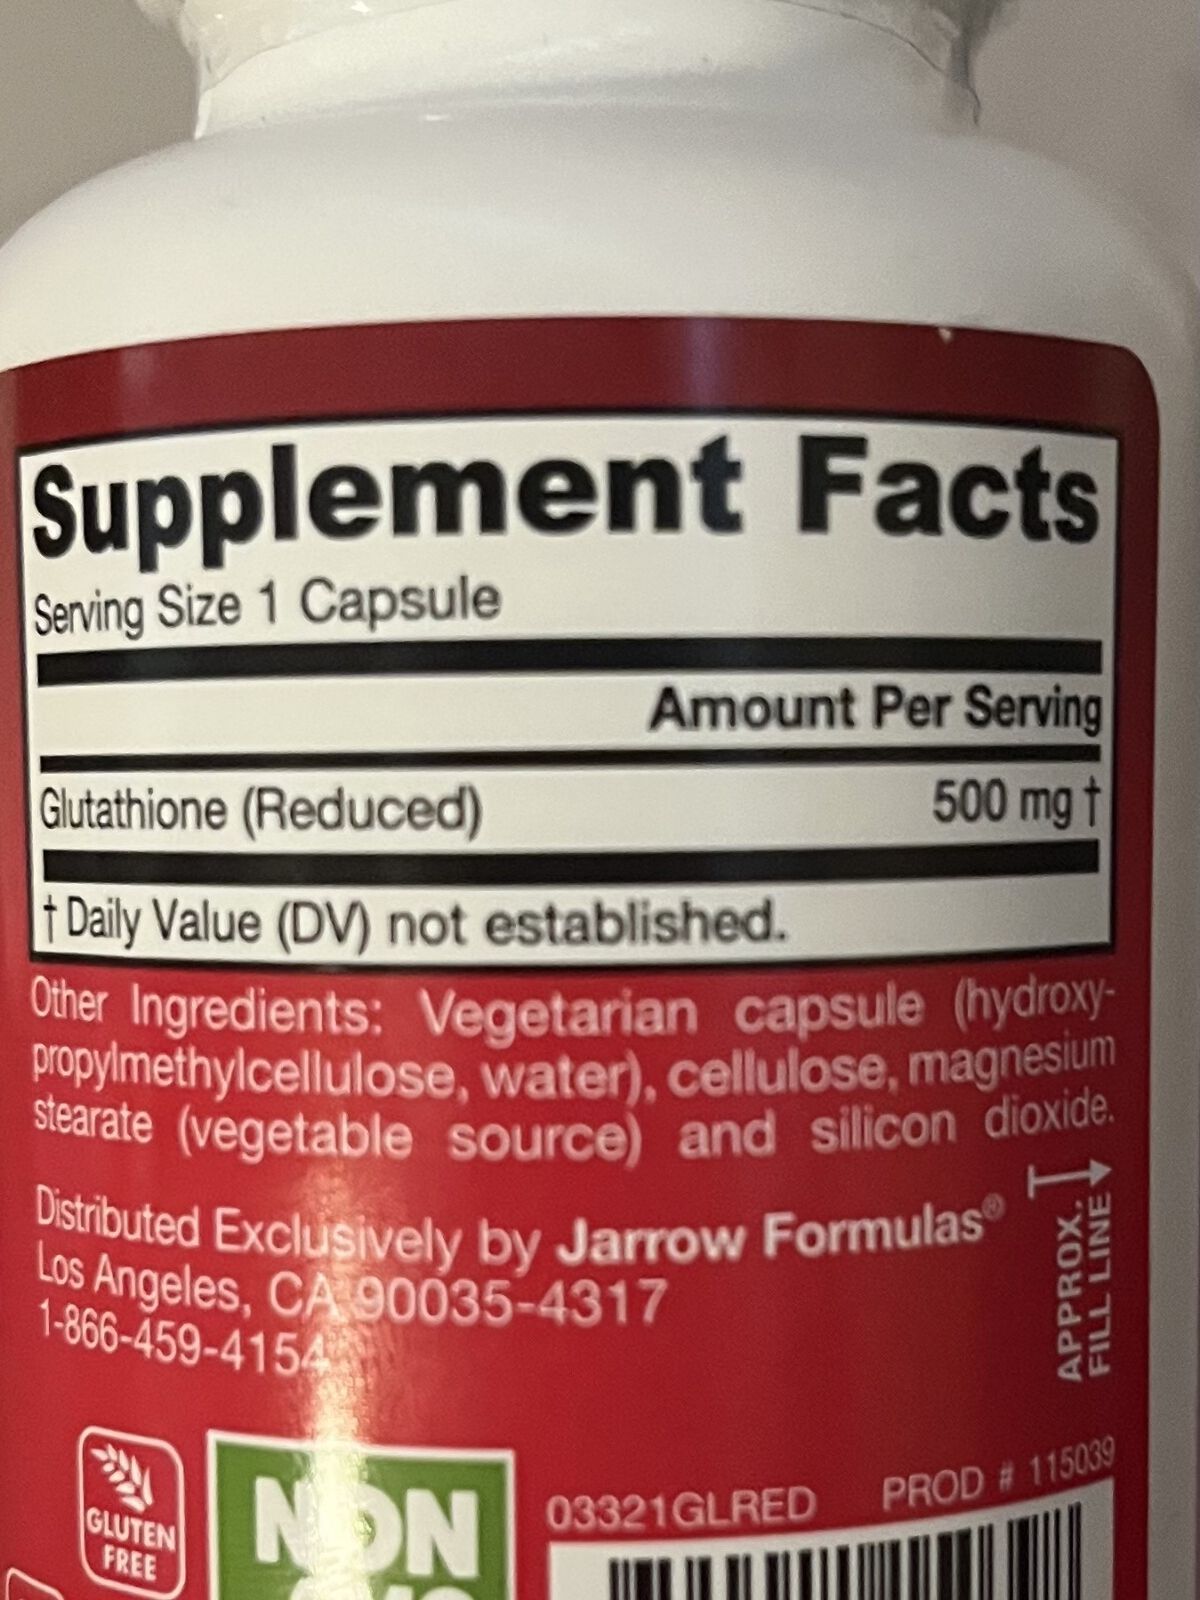 Supplement Facts
Serving Size 1 Capsule
Amount Per Serving
Glutathione (Reduced) 500 mg †
† Daily Value (DV) not established.
Other Ingredients: Vegetarian capsule (hydroxy-
propylmethylcellulose, water), cellulose, magnesium
stearate (vegetable source) and silicon dioxide.
Distributed Exclusively by Jarrow Formulas®
Los Angeles, CA 90035-4317
1-866-459-4154
APPROX.
FILL LINE
GLUTEN
FREE
NON
03321GLRED PROD # 115039